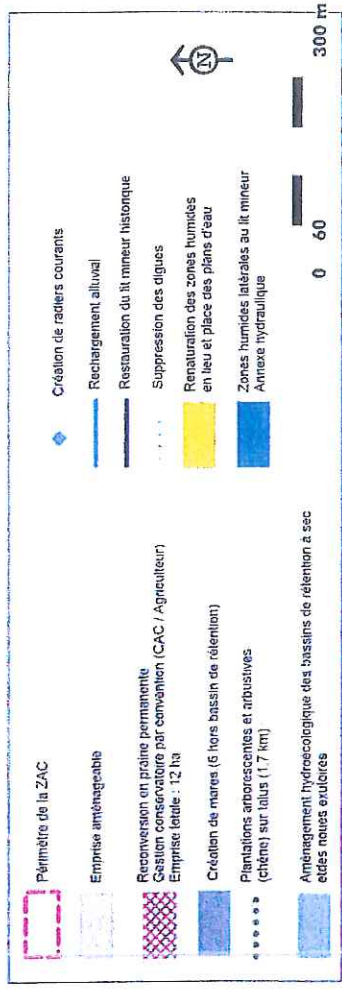 Périmètre de la ZAC
Emprise aménageable
Reconversion en prairie permanente
Gestion conservatoire par convention (CAC / Agriculteur)
Emprise totale : 12 ha
Création de mares (6 hors bassin de rétention)
Plantations arborescentes et arbustives
(chêne) sur talus (1,7 km)
Aménagement hydroécologique des bassins de rétention à sec
etdes noues exutoires
Création de radiers courants
Rechargement alluvial
Restauration du lit mineur historique
Suppression des digues
Renaturation des zones humides
en lieu et place des plans d'eau
Zones humides latérales au lit mineur
Annexe hydraulique
N
0 60 300 m